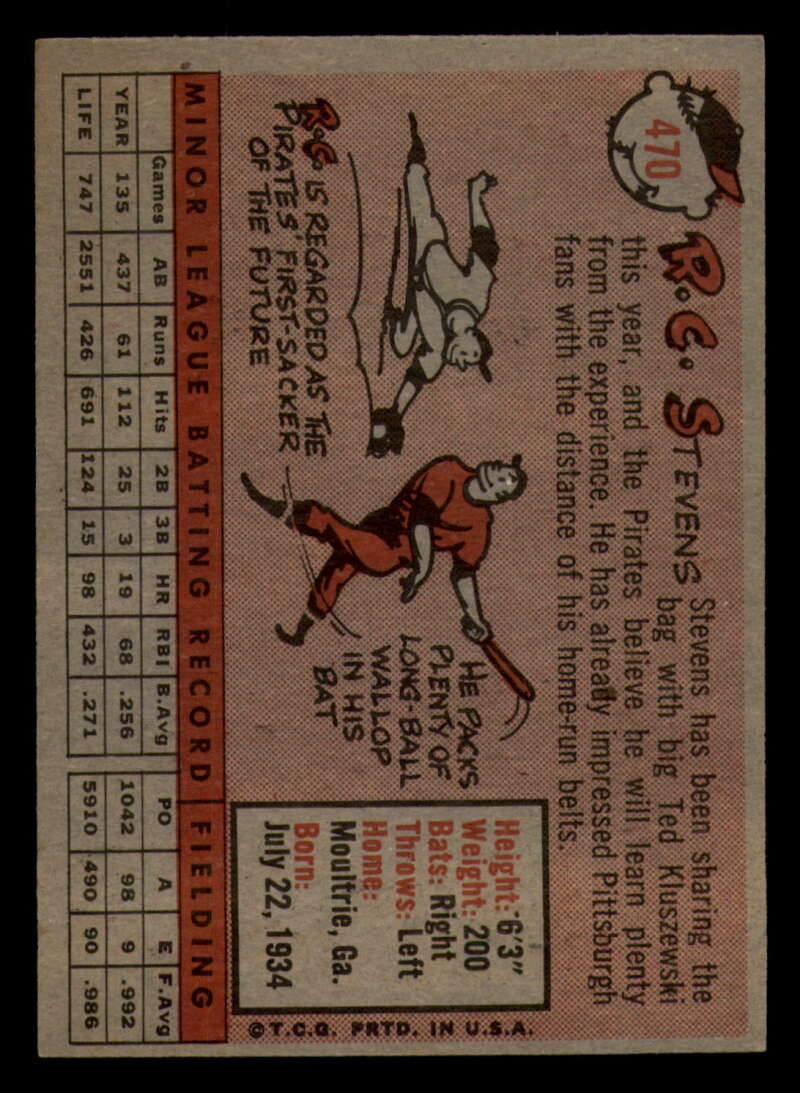 470
R.C. STEVENS
Stevens has been sharing the
bag with big Ted Kluszewski
this year, and the Pirates believe he will learn plenty
from the experience. He has already impressed Pittsburgh
fans with the distance of his home-run belts.
R.C. IS REGARDED AS THE
PIRATES' FIRST-SACKER
OF THE FUTURE
HE PACKS
PLENTY OF
LONG-BALL
WALLOP
IN HIS
BAT
Height: 6'3"
Weight: 200
Bats: Right
Throws: Left
Home:
Moultrie, Ga.
Born:
July 22, 1934
©T.C.G. PRTD. IN U.S.A.
MINOR LEAGUE BATTING RECORD FIELDING
Games AB Runs Hits 2B 3B HR RBI B.Avg PO A E F.Avg
YEAR 135 437 61 112 25 3 19 68 .256 1042 98 9 .992
LIFE 747 2551 426 691 124 15 98 432 .271 5910 490 90 .986